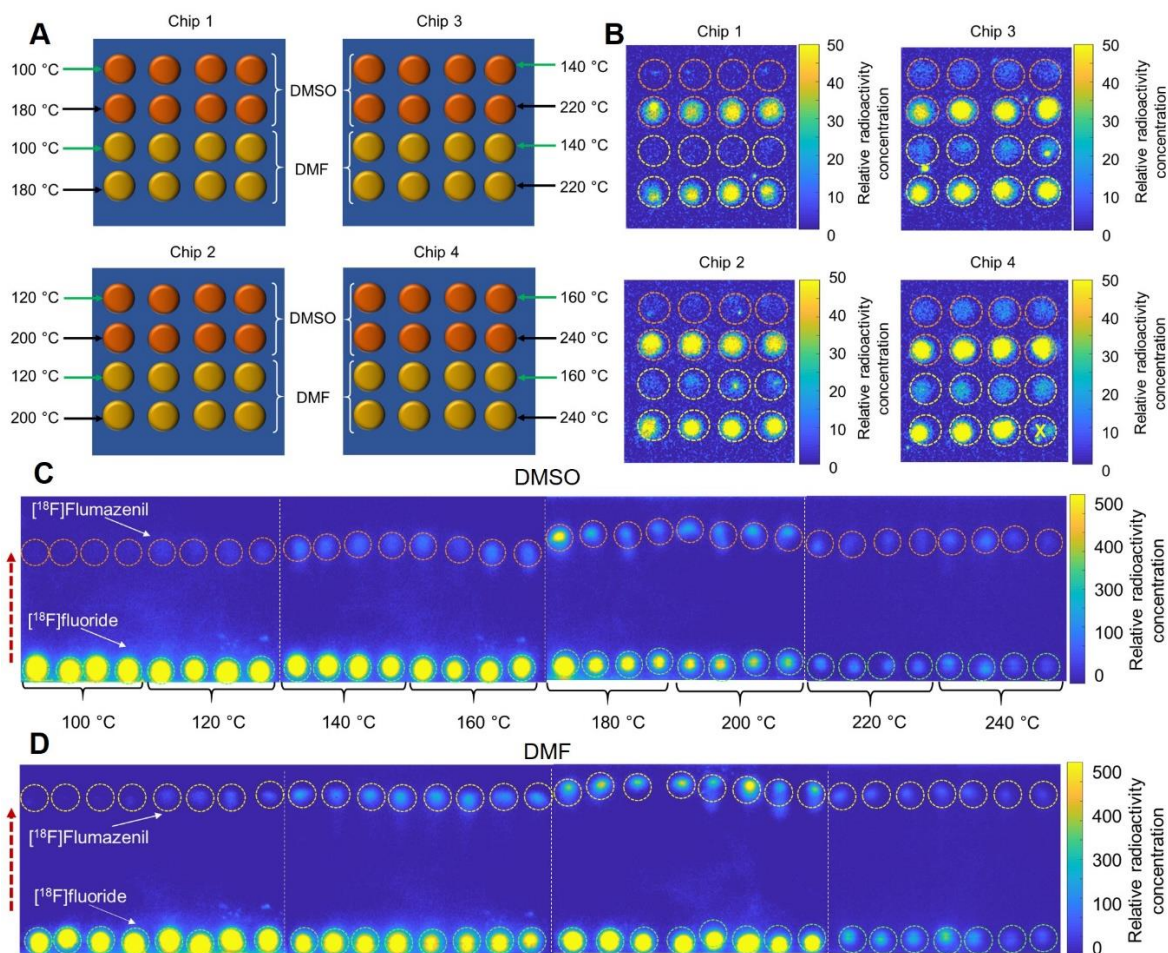 A
Chip 1
Chip 3
100 °C
180 °C
100 °C
180 °C
DMSO
DMF
140 °C
220 °C
140 °C
220 °C
Chip 2
Chip 4
120 °C
200 °C
120 °C
200 °C
DMSO
DMF
160 °C
240 °C
160 °C
240 °C
B
Chip 1
50
40
30
20
10
0
Relative radioactivity
concentration
Chip 3
50
40
30
20
10
0
Relative radioactivity
concentration
Chip 2
50
40
30
20
10
0
Relative radioactivity
concentration
Chip 4
X
50
40
30
20
10
0
Relative radioactivity
concentration
C
DMSO
[¹⁸F]Flumazenil
[¹⁸F]fluoride
500
400
300
200
100
0
Relative radioactivity
concentration
100 °C 120 °C 140 °C 160 °C 180 °C 200 °C 220 °C 240 °C
D
DMF
[¹⁸F]Flumazenil
[¹⁸F]fluoride
500
400
300
200
100
0
Relative radioactivity
concentration